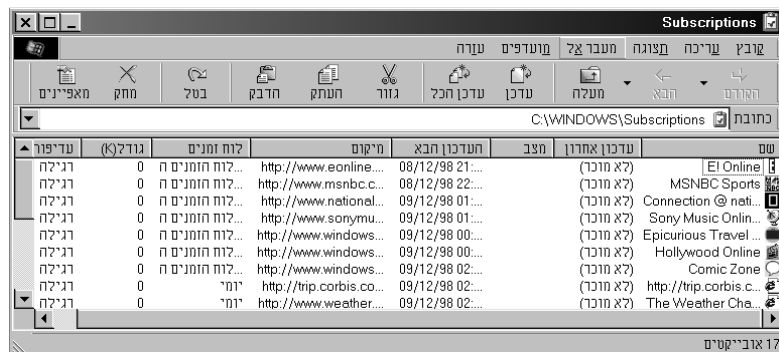 Subscriptions
קובץ עריכה תצוגה מעבר אל מועדפים עזרה
הקודם הבא מעלה עדכן עדכן הכל גזור העתק הדבק בטל מחק מאפיינים
כתובת C:\WINDOWS\Subscriptions
שם עדכון אחרון מצב העדכון הבא מיקום לוח זמנים גודל(K) עדיפור
E! Online (לא מוכר) 08/12/98 21:... http://www.eonline.... לוח הזמנים ה... 0 רגילה
MSNBC Sports (לא מוכר) 08/12/98 22:... http://www.msnbc.c... לוח הזמנים ה... 0 רגילה
Connection @ nati... (לא מוכר) 09/12/98 01:... http://www.national... לוח הזמנים ה... 0 רגילה
Sony Music Onlin... (לא מוכר) 09/12/98 01:... http://www.sonymu... לוח הזמנים ה... 0 רגילה
Epicurious Travel ... (לא מוכר) 09/12/98 00:... http://www.windows... לוח הזמנים ה... 0 רגילה
Hollywood Online (לא מוכר) 09/12/98 00:... http://www.windows... לוח הזמנים ה... 0 רגילה
Comic Zone (לא מוכר) 09/12/98 02:... http://www.windows... לוח הזמנים ה... 0 רגילה
http://trip.corbis.c... (לא מוכר) 09/12/98 02:... http://trip.corbis.co... יומי 0 רגילה
The Weather Cha... (לא מוכר) 09/12/98 02:... http://www.weather.... יומי 0 רגילה
17 אובייקטים